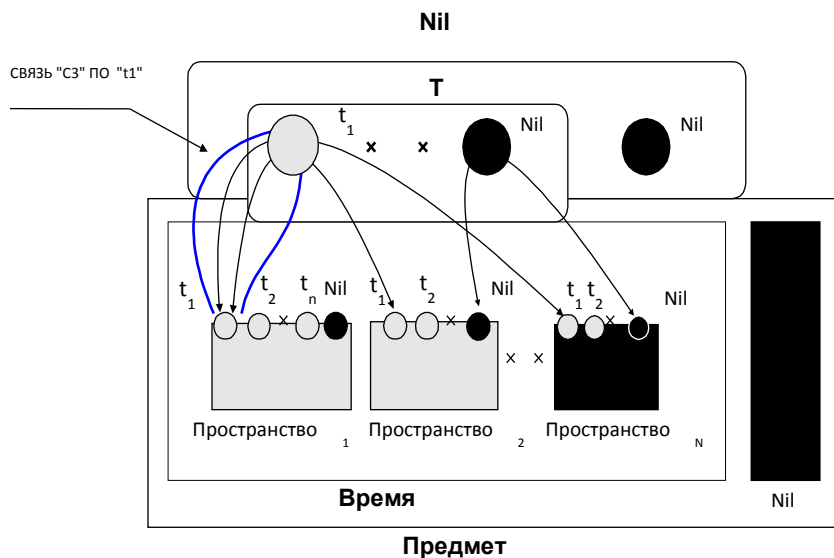 Nil
СВЯЗЬ "С3" ПО "t1"
T
t1
Nil
Nil
t1
t2
tn
Nil
t1
t2
Nil
t1
t2
Nil
Пространство 1
Пространство 2
Пространство N
Время
Nil
Предмет